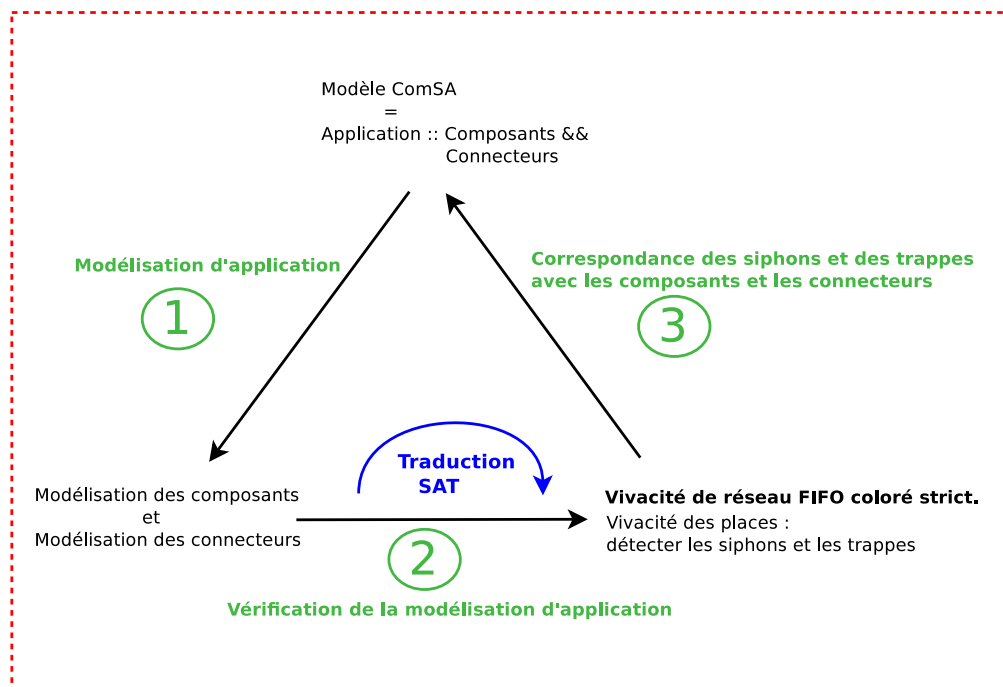 Modèle ComSA
=
Application :: Composants &&
Connecteurs
Modélisation d'application
1
Correspondance des siphons et des trappes
avec les composants et les connecteurs
3
Traduction
SAT
Modélisation des composants
et
Modélisation des connecteurs
Vivacité de réseau FIFO coloré strict.
Vivacité des places :
détecter les siphons et les trappes
2
Vérification de la modélisation d'application